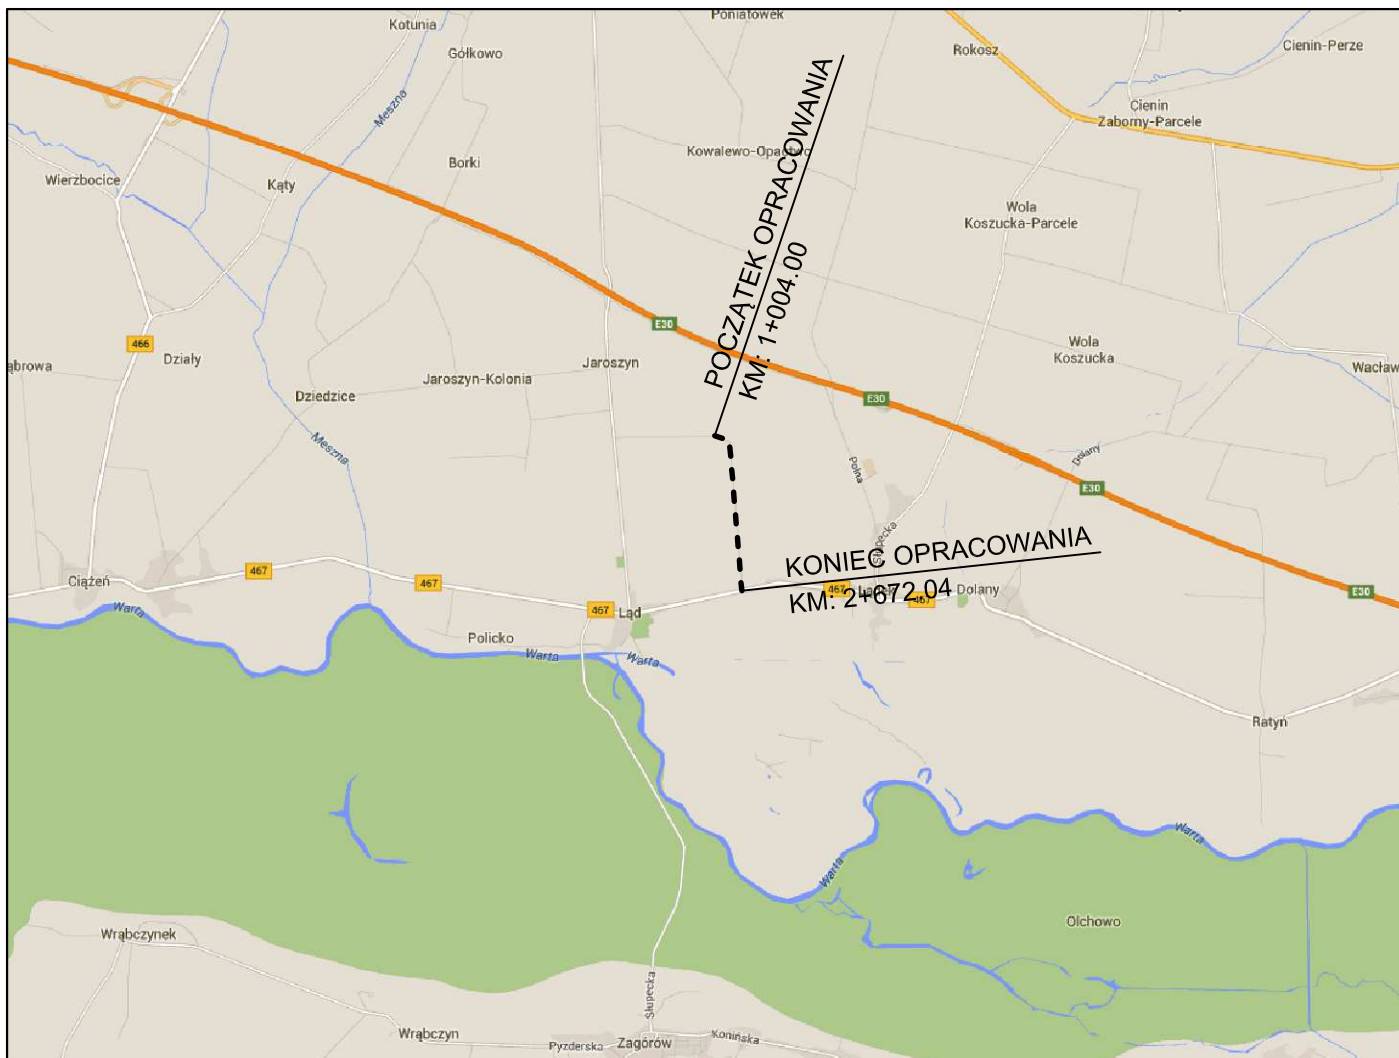 Poniatowek
Kotunia
Gółkowo
Rokosz
Cienin-Perze
Meszna
Cienin
Zaborny-Parcele
POCZĄTEK OPRACOWANIA
KM: 1+004.00
Kowalewo-Opactwo
Borki
Wierzbocice
Kąty
Wola
Koszucka-Parcele
E30
466
Działy
Jaroszyn
Wola
Koszucka
ąbrowa
Wacław
Jaroszyn-Kolonia
Dziedzice
E30
Meszna
Polna
Dolany
E30
Słupecka
KONIEC OPRACOWANIA
KM: 2+672.04
Ciążeń
467
467
467
Ląd
467
Lądek
467
Dolany
E30
Warta
Policko
Warta
Warta
Ratyń
Warta
Warta
Olchowo
Wrąbczynek
Słupecka
Wrąbczyn
Pyzderska
Zagórów
Konińska